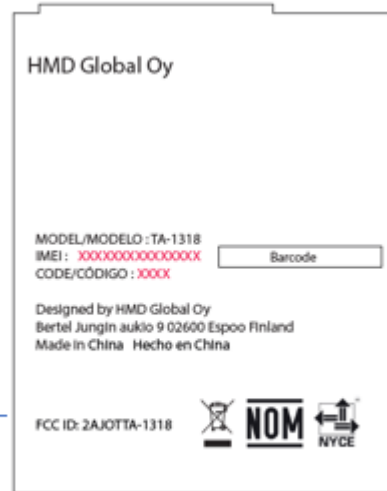 HMD Global Oy
MODEL/MODELO : TA-1318
IMEI : XXXXXXXXXXXXXXX
Barcode
CODE/CÓDIGO : XXXX
Designed by HMD Global Oy
Bertel Jungin aukio 9 02600 Espoo Finland
Made in China Hecho en China
FCC ID: 2AJOTTA-1318
NOM
NYCE